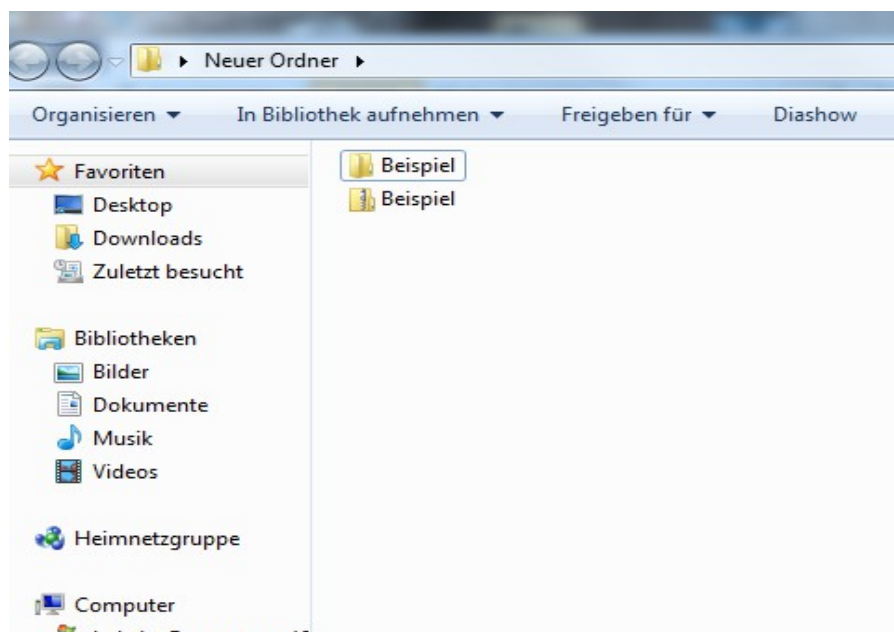 Neuer Ordner
Organisieren In Bibliothek aufnehmen Freigeben für Diashow
Favoriten
Desktop
Downloads
Zuletzt besucht
Bibliotheken
Bilder
Dokumente
Musik
Videos
Heimnetzgruppe
Computer
Beispiel
Beispiel